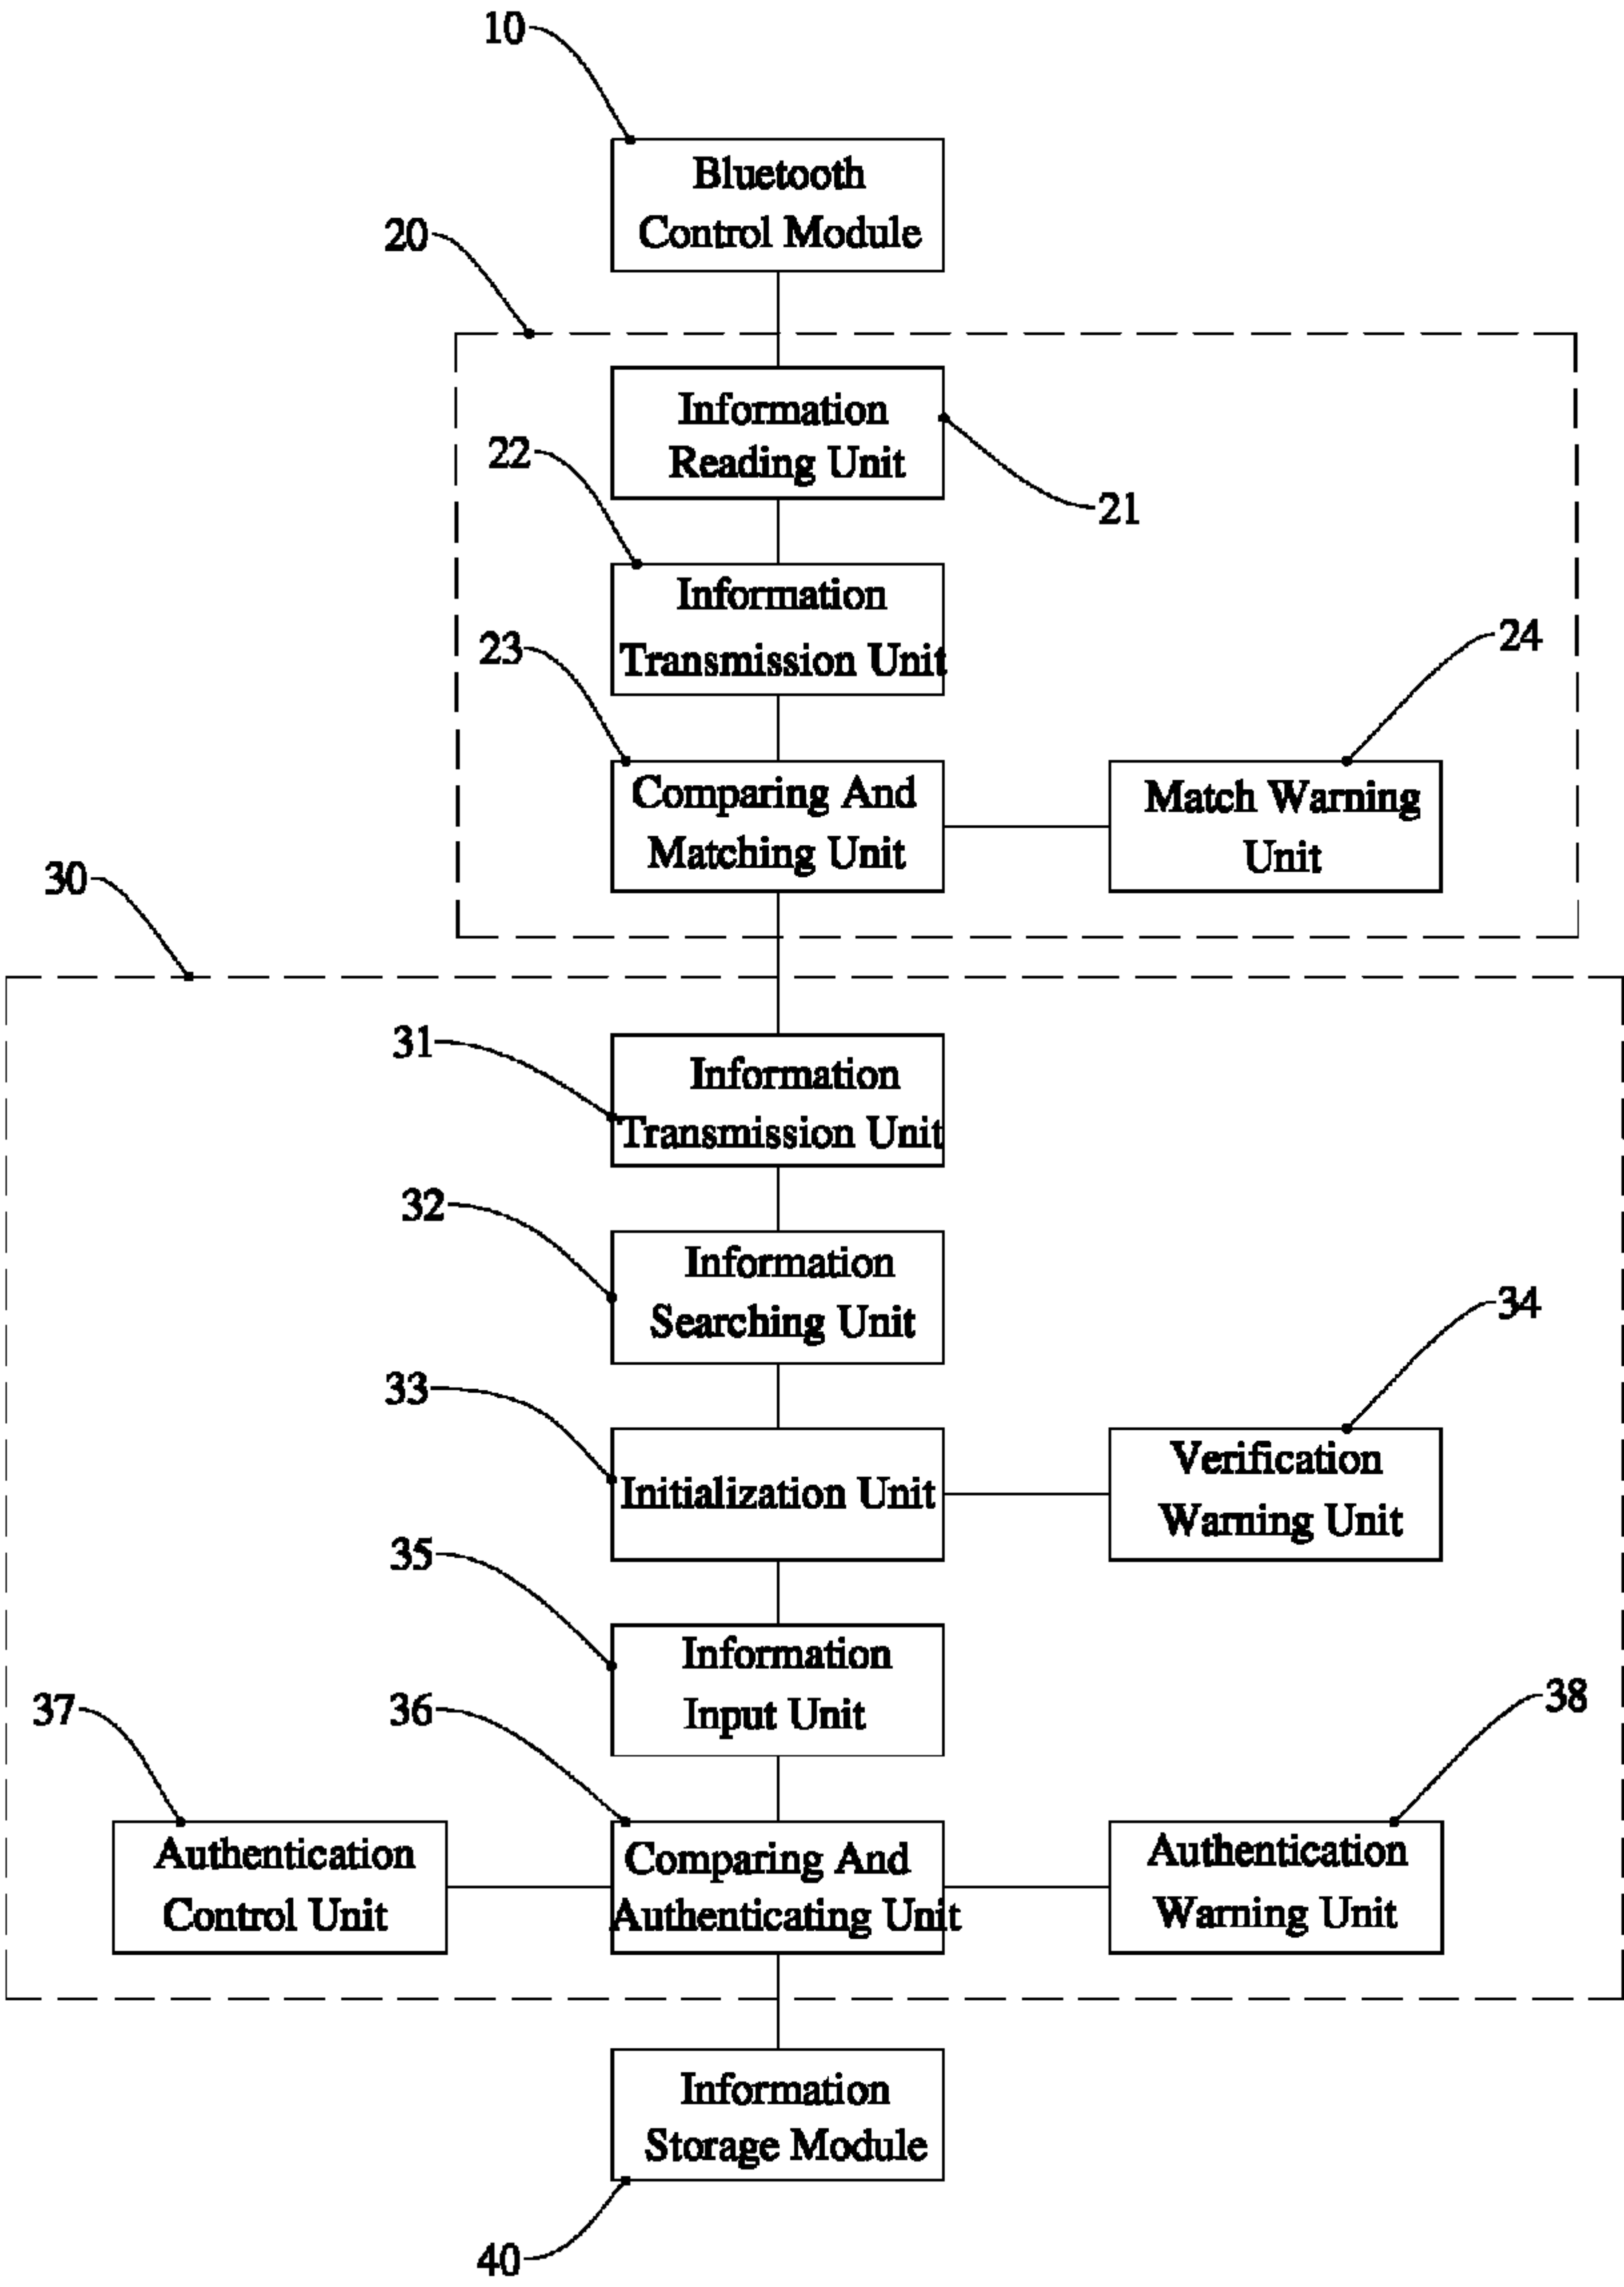 10
Bluetooth
Control Module
20
Information
Reading Unit
22
21
Information
Transmission Unit
23
24
Comparing And
Matching Unit
Match Warning
Unit
30
31
Information
Transmission Unit
32
Information
Searching Unit
34
33
Initialization Unit
Verification
Warning Unit
35
Information
Input Unit
37
36
38
Authentication
Control Unit
Comparing And
Authenticating Unit
Authentication
Warning Unit
Information
Storage Module
40